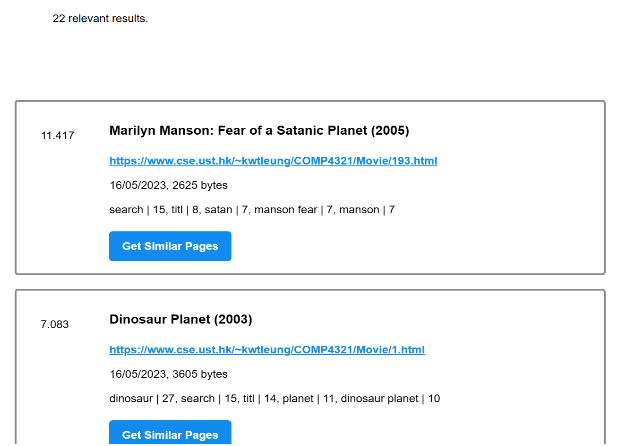 22 relevant results.
11.417
Marilyn Manson: Fear of a Satanic Planet (2005)
https://www.cse.ust.hk/~kwtleung/COMP4321/Movie/193.html
16/05/2023, 2625 bytes
search | 15, titl | 8, satan | 7, manson fear | 7, manson | 7
Get Similar Pages
7.083
Dinosaur Planet (2003)
https://www.cse.ust.hk/~kwtleung/COMP4321/Movie/1.html
16/05/2023, 3605 bytes
dinosaur | 27, search | 15, titl | 14, planet | 11, dinosaur planet | 10
Get Similar Pages